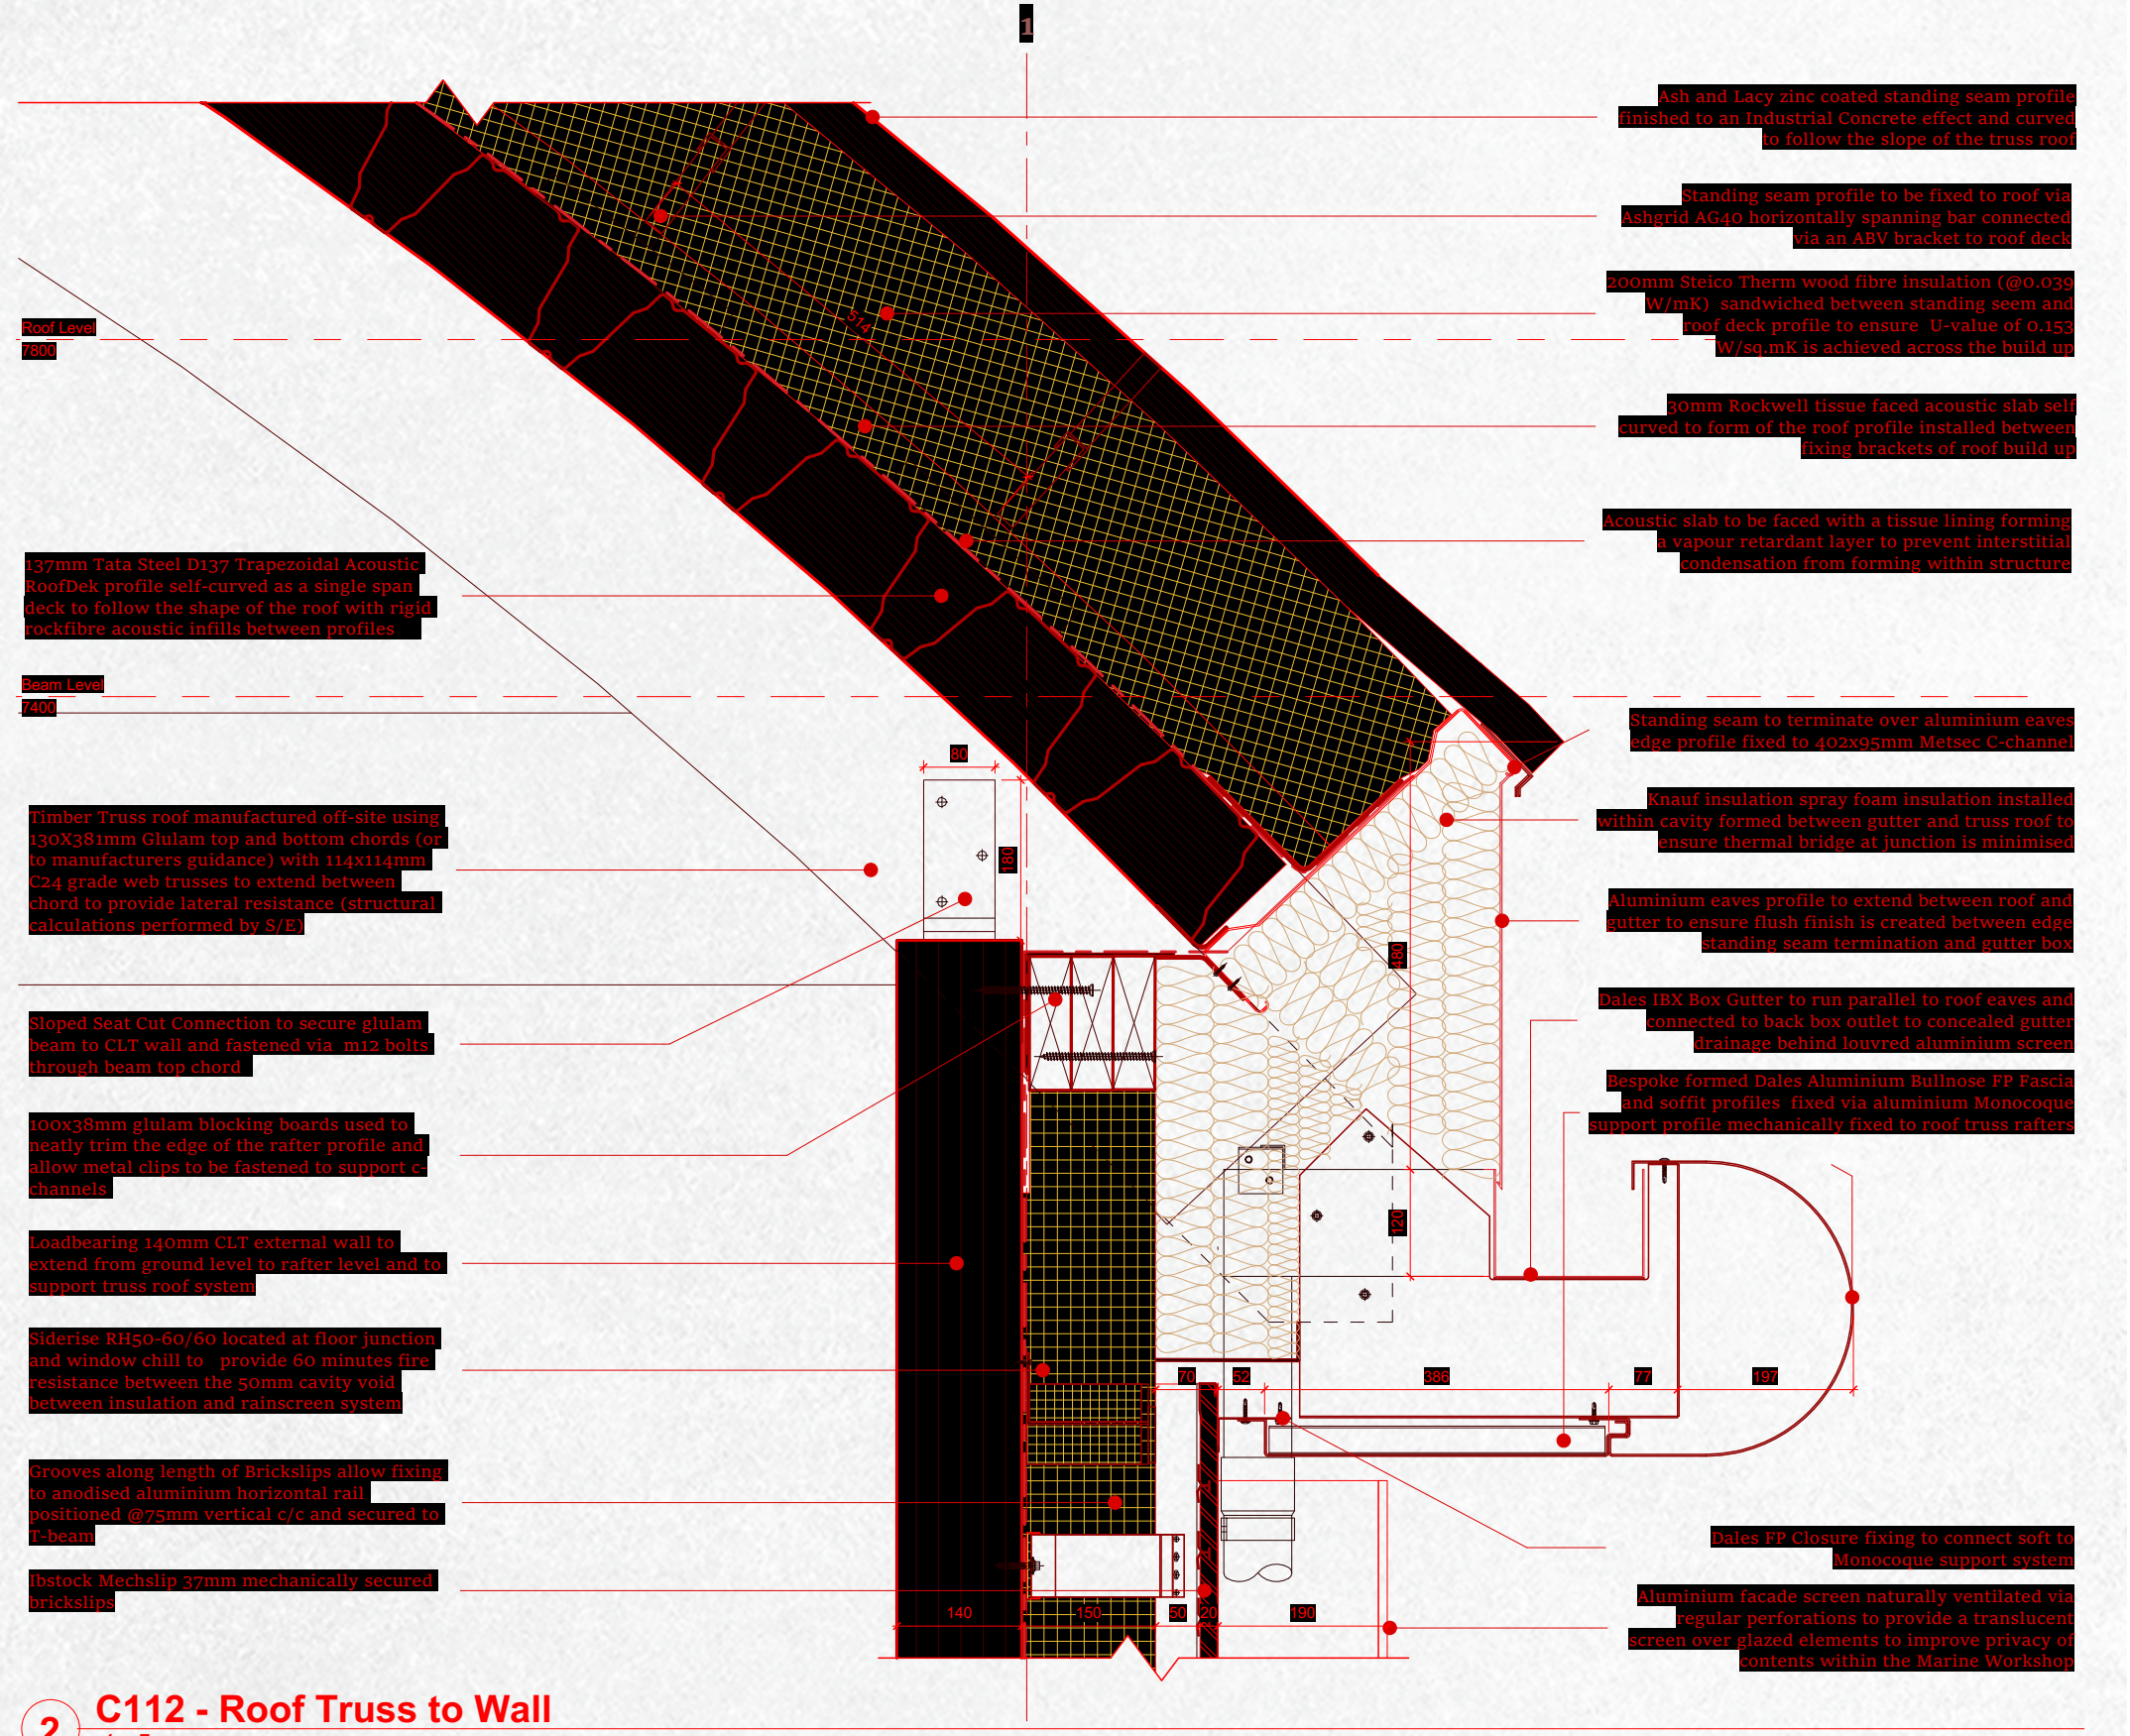 1
Ash and Lacy zinc coated standing seam profile
finished to an Industrial Concrete effect and curved
to follow the slope of the truss roof
Standing seam profile to be fixed to roof via
Ashgrid AG40 horizontally spanning bar connected
via an ABV bracket to roof deck
200mm Steico Therm wood fibre insulation (@0.039
W/mK) sandwiched between standing seem and
roof deck profile to ensure U-value of 0.153
W/sq.mK is achieved across the build up
30mm Rockwell tissue faced acoustic slab self
curved to form of the roof profile installed between
fixing brackets of roof build up
Acoustic slab to be faced with a tissue lining forming
a vapour retardant layer to prevent interstitial
condensation from forming within structure
Standing seam to terminate over aluminium eaves
edge profile fixed to 402x95mm Metsec C-channel
Knauf insulation spray foam insulation installed
within cavity formed between gutter and truss roof to
ensure thermal bridge at junction is minimised
Aluminium eaves profile to extend between roof and
gutter to ensure flush finish is created between edge
standing seam termination and gutter box
Dales IBX Box Gutter to run parallel to roof eaves and
connected to back box outlet to concealed gutter
drainage behind louvred aluminium screen
Bespoke formed Dales Aluminium Bullnose FP Fascia
and soffit profiles fixed via aluminium Monocoque
support profile mechanically fixed to roof truss rafters
Dales FP Closure fixing to connect soft to
Monocoque support system
Aluminium facade screen naturally ventilated via
regular perforations to provide a translucent
screen over glazed elements to improve privacy of
contents within the Marine Workshop
Roof Level
7800
137mm Tata Steel D137 Trapezoidal Acoustic
RoofDek profile self-curved as a single span
deck to follow the shape of the roof with rigid
rockfibre acoustic infills between profiles
Beam Level
7400
Timber Truss roof manufactured off-site using
130X381mm Glulam top and bottom chords (or
to manufacturers guidance) with 114x114mm
C24 grade web trusses to extend between
chord to provide lateral resistance (structural
calculations performed by S/E)
Sloped Seat Cut Connection to secure glulam
beam to CLT wall and fastened via m12 bolts
through beam top chord
100x38mm glulam blocking boards used to
neatly trim the edge of the rafter profile and
allow metal clips to be fastened to support c-
channels
Loadbearing 140mm CLT external wall to
extend from ground level to rafter level and to
support truss roof system
Siderise RH50-60/60 located at floor junction
and window chill to provide 60 minutes fire
resistance between the 50mm cavity void
between insulation and rainscreen system
Grooves along length of Brickslips allow fixing
to anodised aluminium horizontal rail
positioned @75mm vertical c/c and secured to
T-beam
Ibstock Mechslip 37mm mechanically secured
brickslips
514
80
180
480
120
70 52 386 77 197
140 150 50 20 190
2
C112 - Roof Truss to Wall